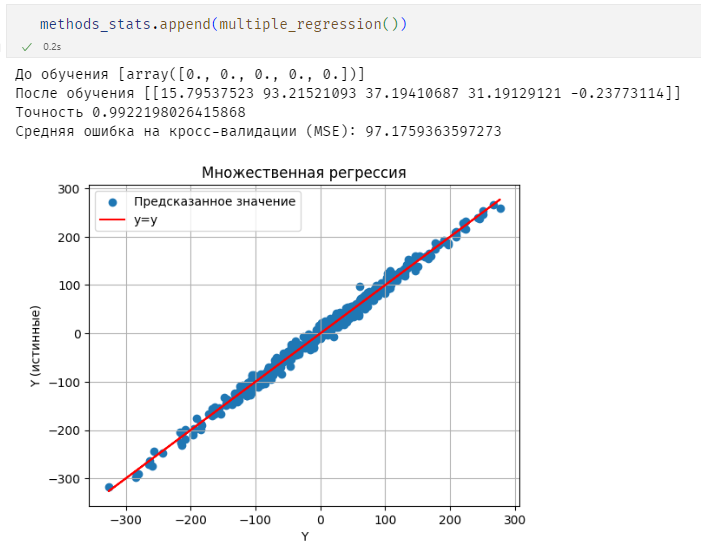 methods_stats.append(multiple_regression())
0.2s
До обучения [array([0., 0., 0., 0., 0.])]
После обучения [[15.79537523 93.21521093 37.19410687 31.19129121 -0.23773114]]
Точность 0.9922198026415868
Средняя ошибка на кросс-валидации (MSE): 97.1759363597273
Множественная регрессия
Предсказанное значение
y=y
Y (истинные)
300
200
100
0
−100
−200
−300
−300 −200 −100 0 100 200 300
Y